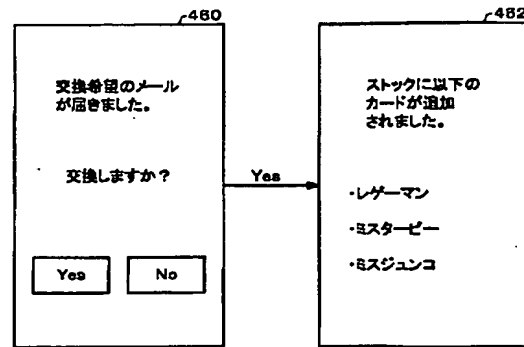 460
交換希望のメール
が届きました。
交換しますか？
Yes
No
Yes
462
ストックに以下の
カードが追加
されました。
・レゲーマン
・ミスタービー
・ミスジュンコ